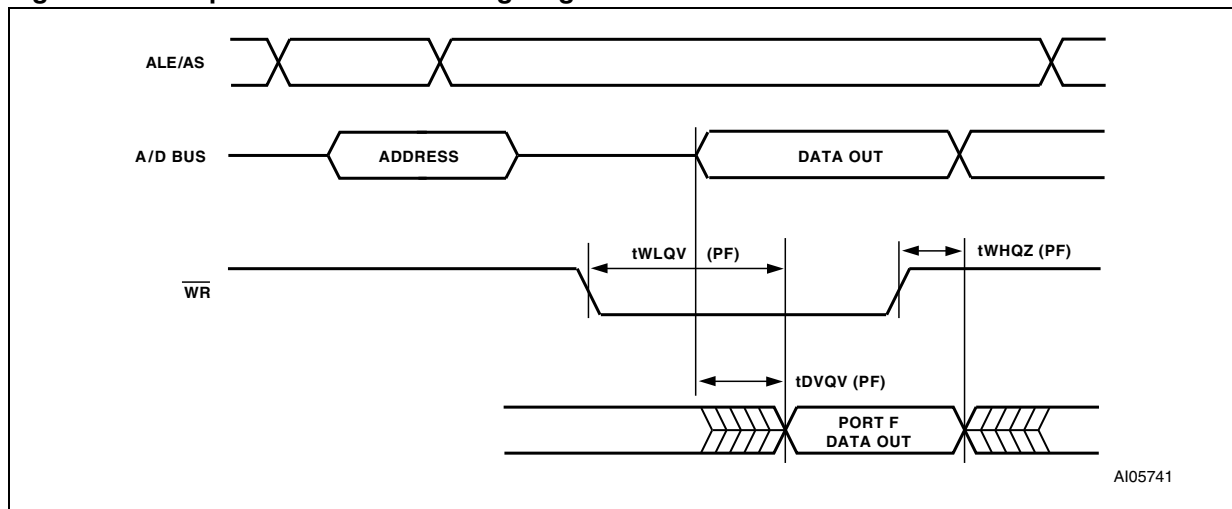 ALE/AS
A/D BUS
ADDRESS
DATA OUT
tWLQV (PF)
tWHQZ (PF)
WR
tDVQV (PF)
PORT F
DATA OUT
AI05741